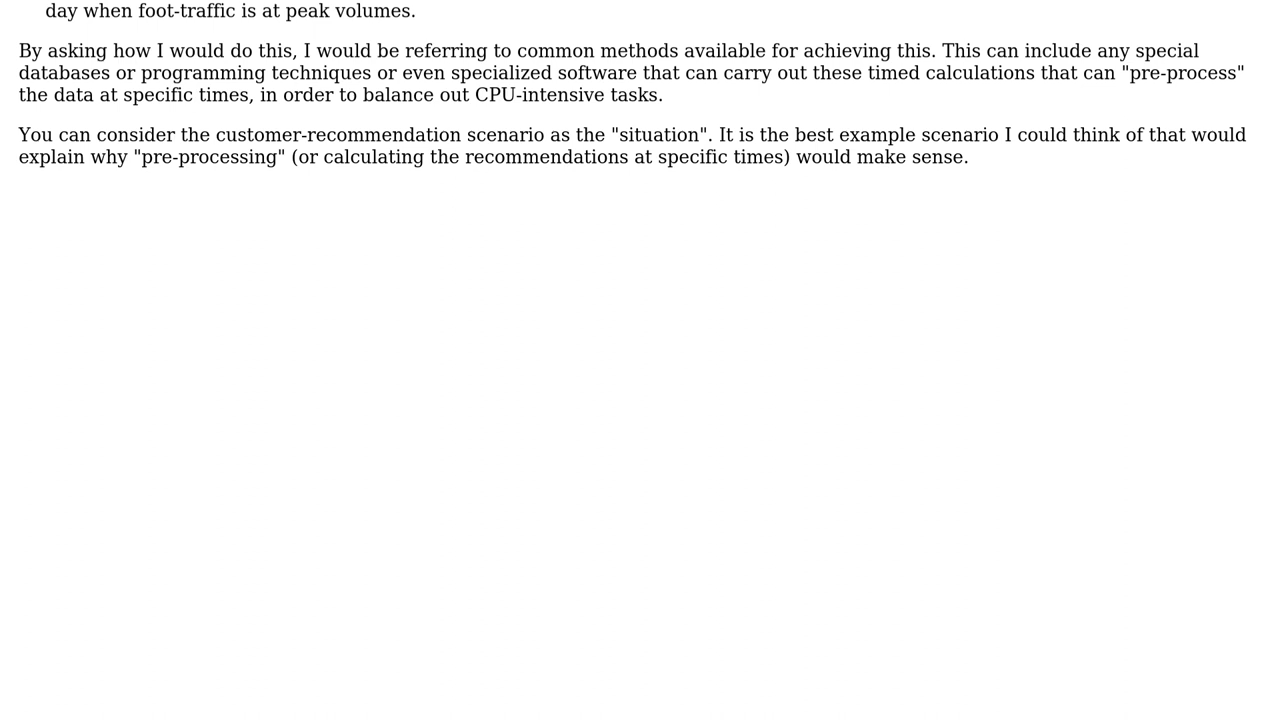 day when foot-traffic is at peak volumes.
By asking how I would do this, I would be referring to common methods available for achieving this. This can include any special
databases or programming techniques or even specialized software that can carry out these timed calculations that can "pre-process"
the data at specific times, in order to balance out CPU-intensive tasks.
You can consider the customer-recommendation scenario as the "situation". It is the best example scenario I could think of that would
explain why "pre-processing" (or calculating the recommendations at specific times) would make sense.